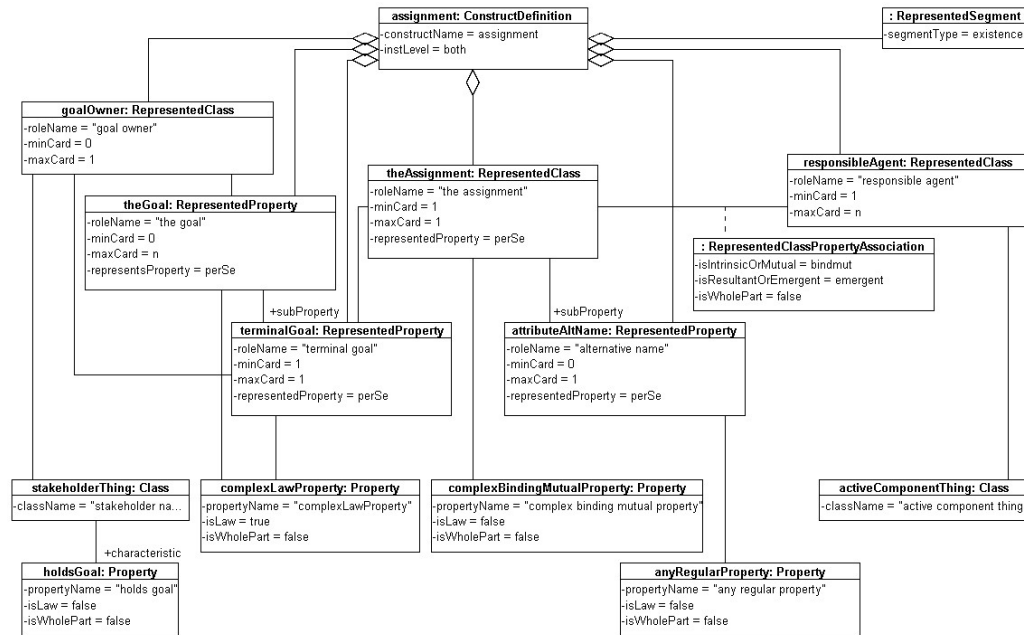 assignment: ConstructDefinition
-constructName = assignment
-instLevel = both
: RepresentedSegment
-segmentType = existence
goalOwner: RepresentedClass
-roleName = "goal owner"
-minCard = 0
-maxCard = 1
theAssignment: RepresentedClass
-roleName = "the assignment"
-minCard = 1
-maxCard = 1
-representedProperty = perSe
responsibleAgent: RepresentedClass
-roleName = "responsible agent"
-minCard = 1
-maxCard = n
theGoal: RepresentedProperty
-roleName = "the goal"
-minCard = 0
-maxCard = n
-representsProperty = perSe
: RepresentedClassPropertyAssociation
-isIntrinsicOrMutual = bindmut
-isResultantOrEmergent = emergent
-isWholePart = false
+subProperty
+subProperty
terminalGoal: RepresentedProperty
-roleName = "terminal goal"
-minCard = 1
-maxCard = 1
-representedProperty = perSe
attributeAltName: RepresentedProperty
-roleName = "alternative name"
-minCard = 0
-maxCard = 1
-representedProperty = perSe
stakeholderThing: Class
-className = "stakeholder na...
complexLawProperty: Property
-propertyName = "complexLawProperty"
-isLaw = true
-isWholePart = false
complexBindingMutualProperty: Property
-propertyName = "complex binding mutual property"
-isLaw = false
-isWholePart = false
activeComponentThing: Class
-className = "active component thing
+characteristic
holdsGoal: Property
-propertyName = "holds goal"
-isLaw = false
-isWholePart = false
anyRegularProperty: Property
-propertyName = "any regular property"
-isLaw = false
-isWholePart = false